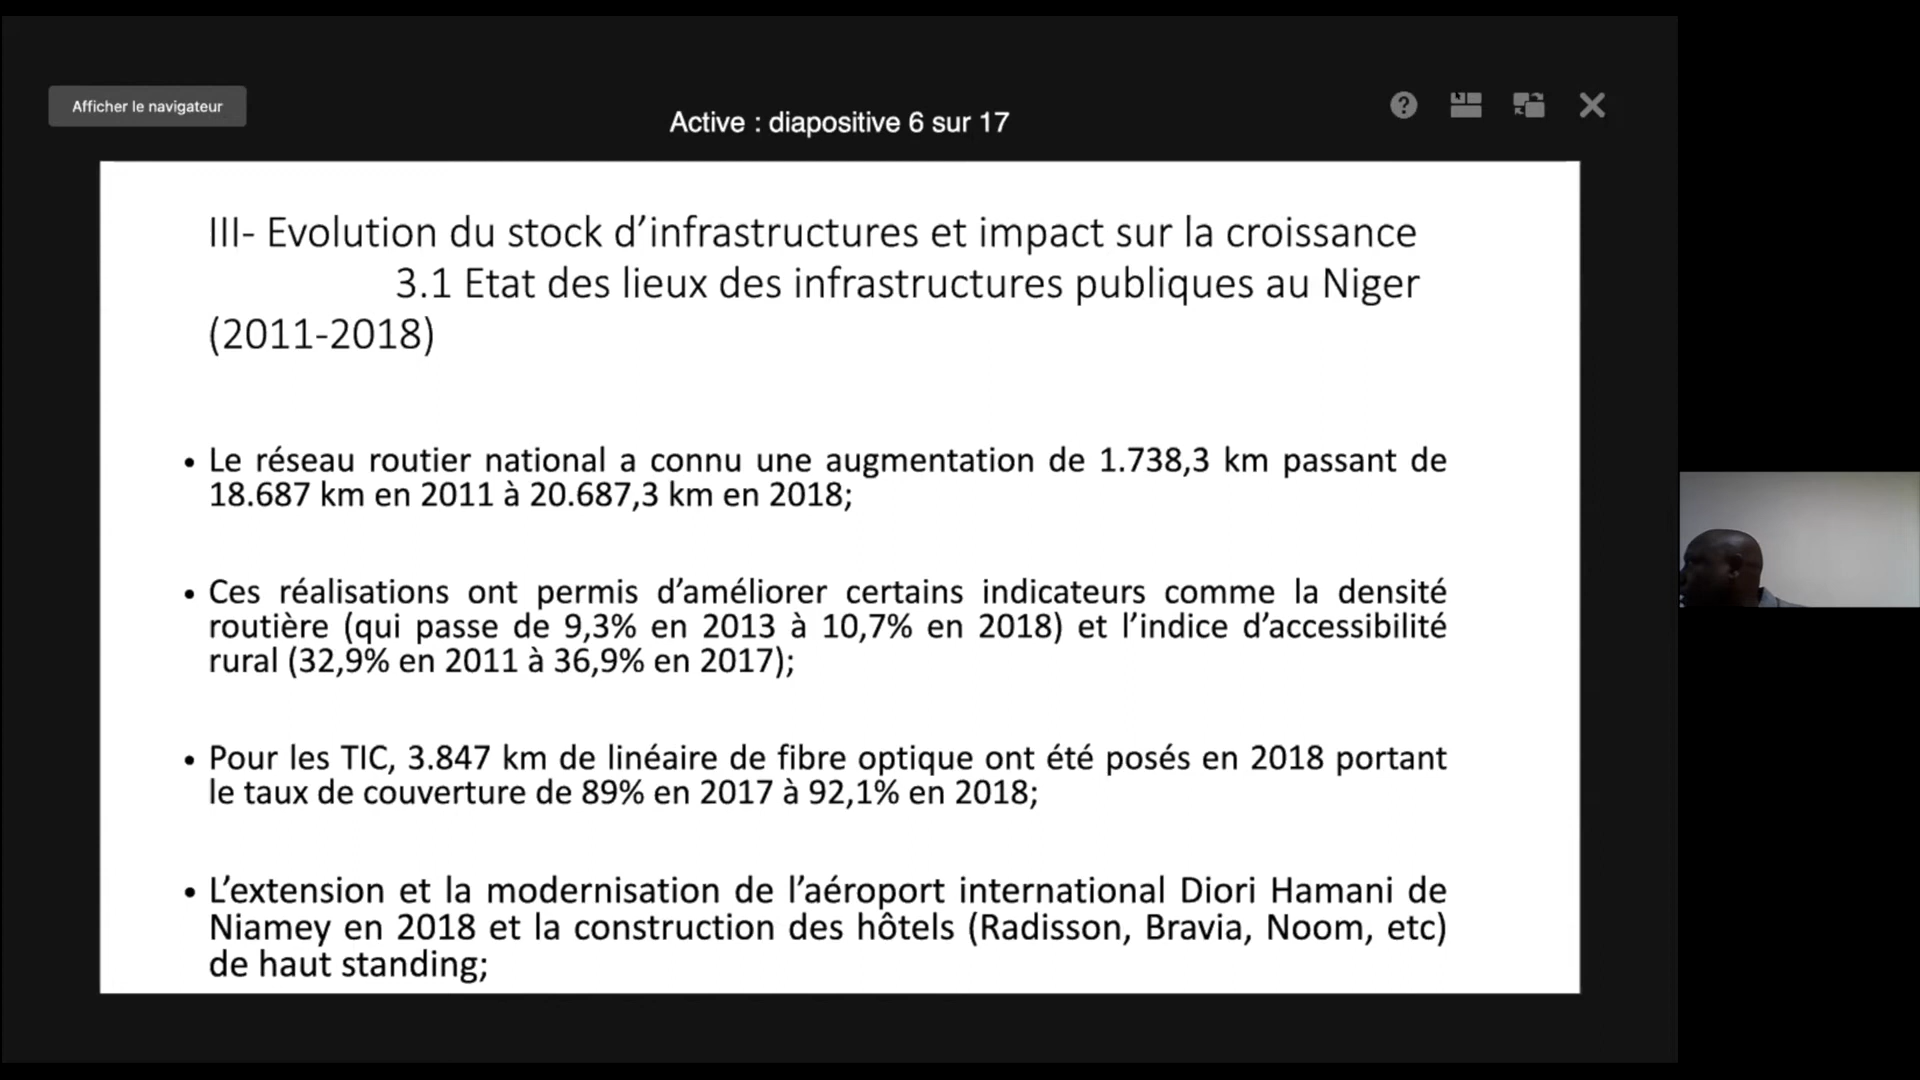 Afficher le navigateur
Active : diapositive 6 sur 17
III- Evolution du stock d’infrastructures et impact sur la croissance
3.1 Etat des lieux des infrastructures publiques au Niger
(2011-2018)
• Le réseau routier national a connu une augmentation de 1.738,3 km passant de
18.687 km en 2011 à 20.687,3 km en 2018;
• Ces réalisations ont permis d’améliorer certains indicateurs comme la densité
routière (qui passe de 9,3% en 2013 à 10,7% en 2018) et l’indice d’accessibilité
rural (32,9% en 2011 à 36,9% en 2017);
• Pour les TIC, 3.847 km de linéaire de fibre optique ont été posés en 2018 portant
le taux de couverture de 89% en 2017 à 92,1% en 2018;
• L’extension et la modernisation de l’aéroport international Diori Hamani de
Niamey en 2018 et la construction des hôtels (Radisson, Bravia, Noom, etc)
de haut standing;